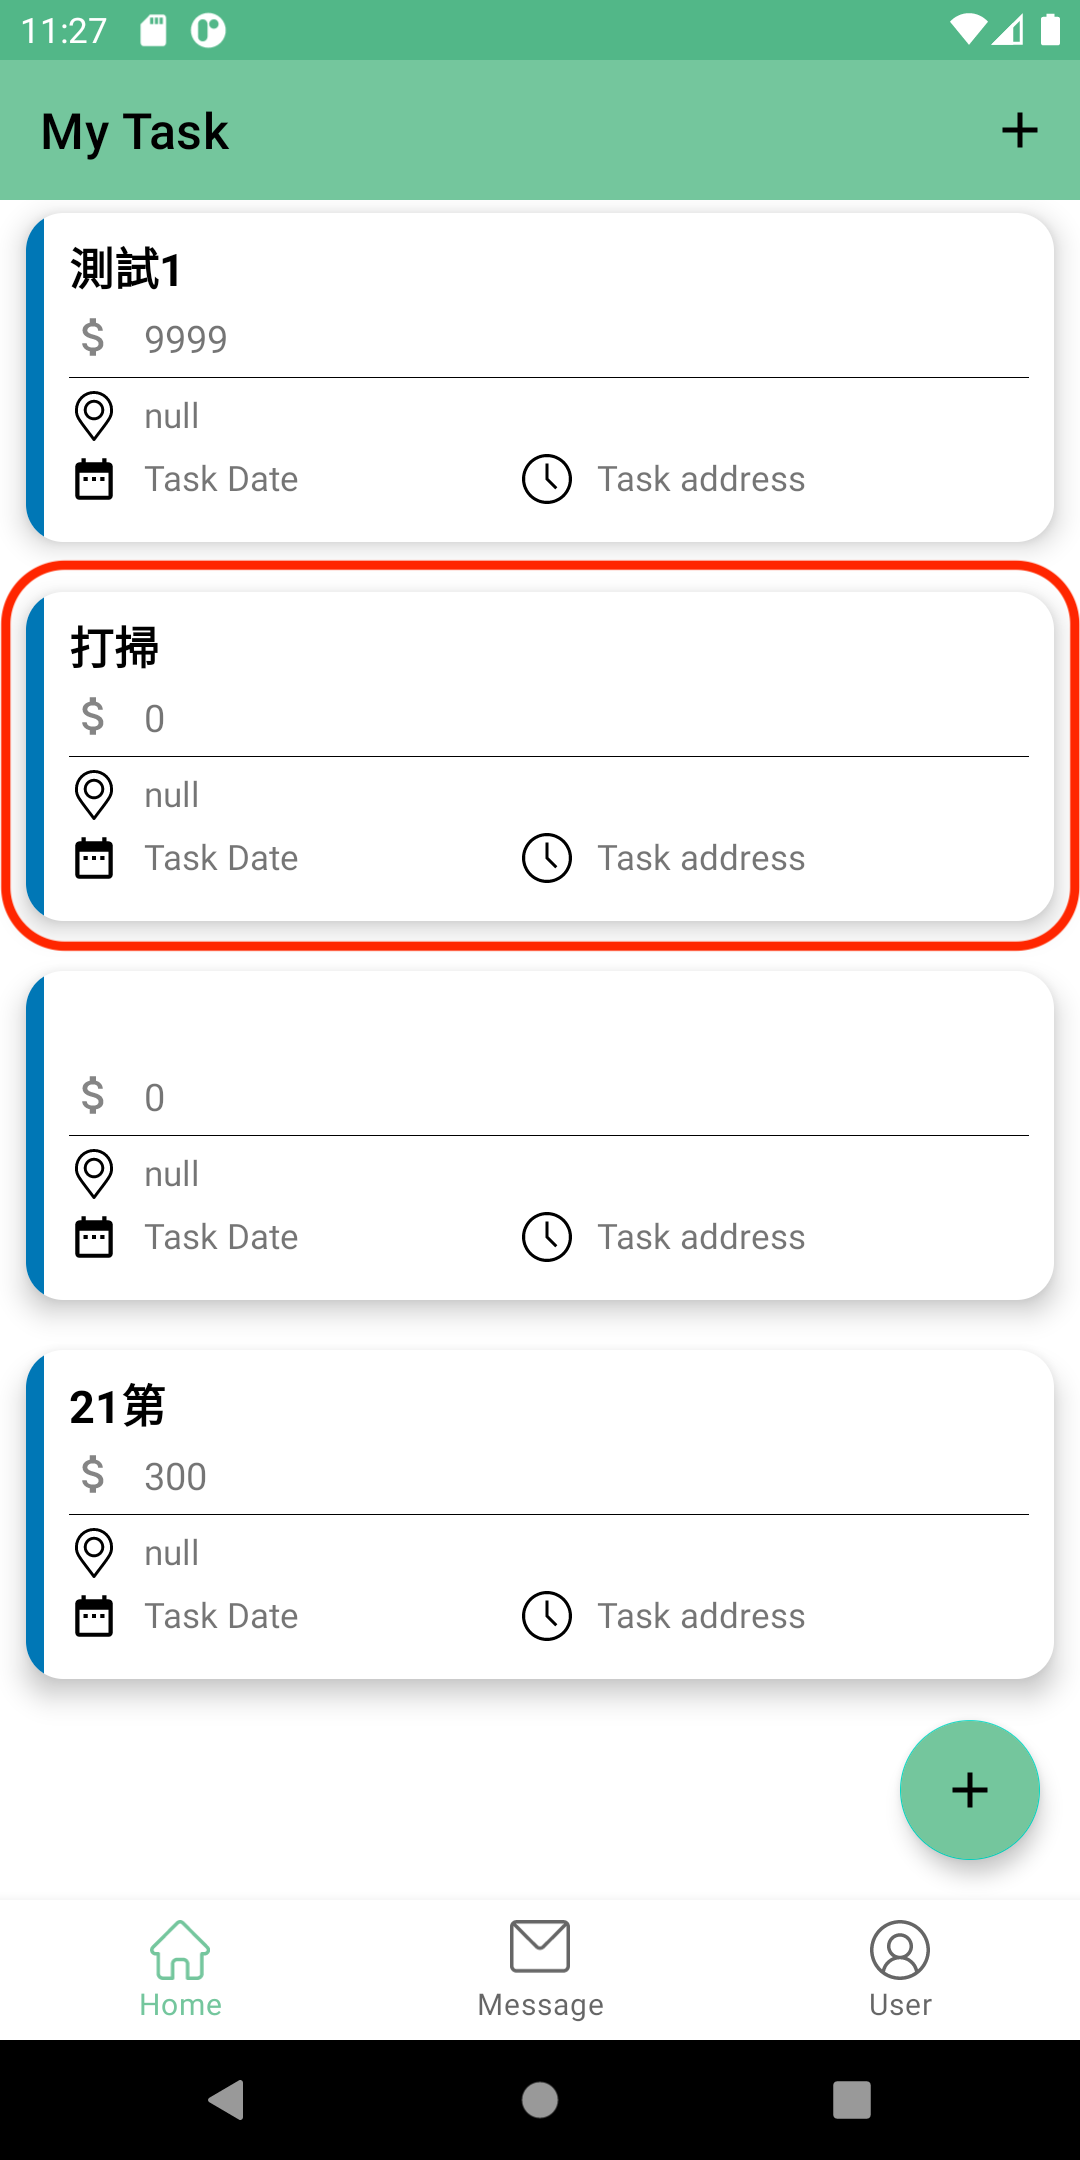 11:27
My Task
測試1
$ 9999
null
Task Date Task address
打掃
$ 0
null
Task Date Task address
$ 0
null
Task Date Task address
21第
$ 300
null
Task Date Task address
Home Message User